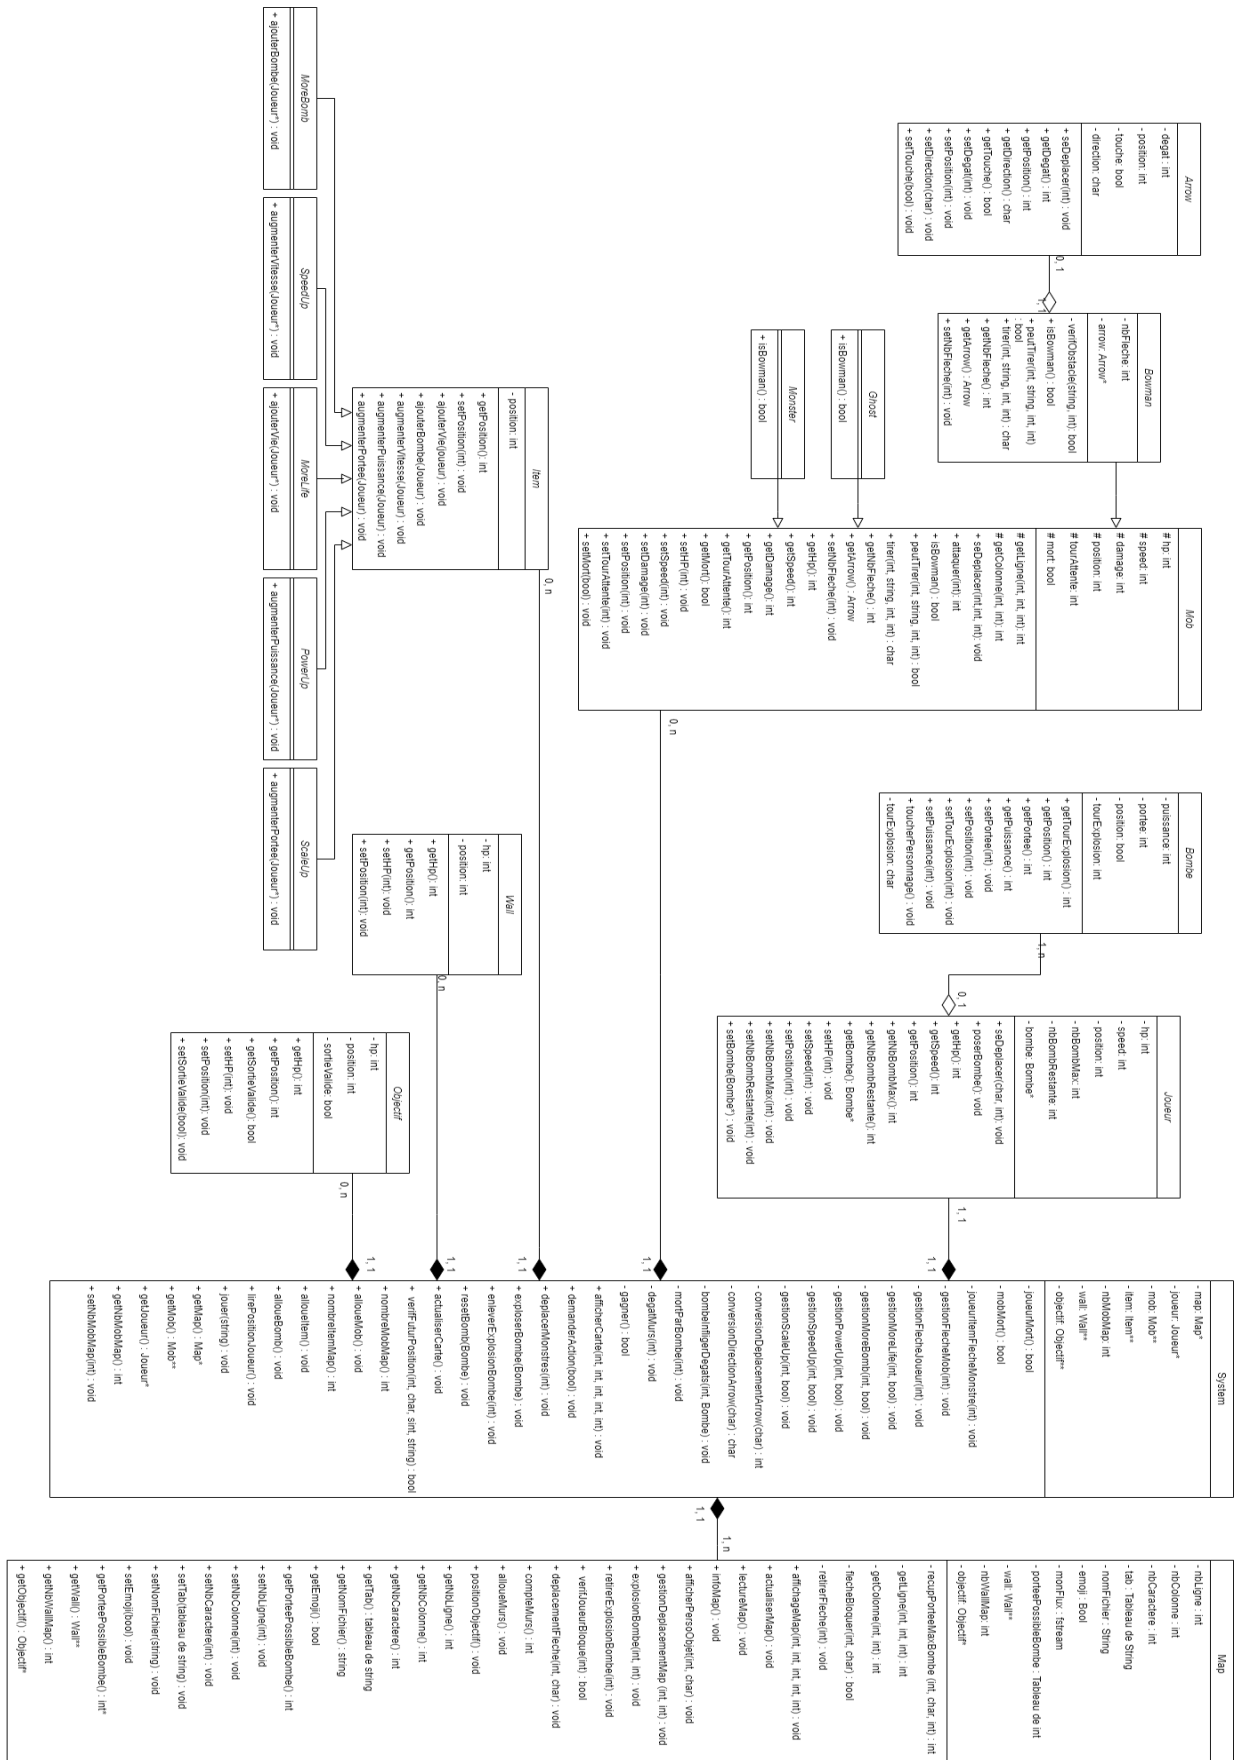 Arrow
- degat : int
- position: int
- touche: bool
- direction: char
+ seDeplacer(int) : void
+ getDegat() : int
+ getPosition() : int
+ getDirection() : char
+ getTouche() : bool
+ setDegat(int) : void
+ setPosition(int) : void
+ setDirection(char) : void
+ setTouche(bool) : void
0, 1
1, 1
Bowman
- nbFleche: int
- arrow: Arrow*
- verifObstacle(string, int): bool
+ isBowman() : bool
+ peutTirer(int, string, int, int)
: bool
+ tirer(int, string, int, int) : char
+ getNbFleche() : int
+ getArrow() : Arrow
+ setNbFleche(int) : void
Ghost
+ isBowman() : bool
Monster
+ isBowman() : bool
Mob
# hp: int
# speed: int
# damage: int
# tourAttente: int
# position: int
# mort: bool
# getLigne(int, int, int): int
# getColonne(int, int): int
+ seDeplacer(int,int, int): void
+ attaquer(int): int
+ isBowman() : bool
+ peutTirer(int, string, int, int) : bool
+ tirer(int, string, int, int) : char
+ getNbFleche() : int
+ getArrow() : Arrow
+ setNbFleche(int) : void
+ getHp(): int
+ getSpeed(): int
+ getDamage(): int
+ getPosition(): int
+ getTourAttente(): int
+ getMort(): bool
+ setHP(int) : void
+ setSpeed(int) : void
+ setDamage(int) : void
+ setPosition(int) : void
+ setTourAttente(int) : void
+ setMort(bool) : void
0, n
1, 1
Bombe
- puissance: int
- portee: int
- position: bool
- tourExplosion: int
+ getTourExplosion() : int
+ getPosition() : int
+ getPortee() : int
+ getPuissance() : int
+ setPortee(int) : void
+ setPosition(int) : void
+ setTourExplosion(int) : void
+ setPuissance(int) : void
+ toucherPersonnage() : void
- tourExplosion: char
1, n
0, 1
Joueur
- hp: int
- speed: int
- position: int
- nbBombMax: int
- nbBombRestante: int
- bombe: Bombe*
+ seDeplacer(char, int): void
+ poserBombe(): void
+ getHp(): int
+ getSpeed(): int
+ getPosition(): int
+ getNbBombMax(): int
+ getNbBombRestante(): int
+ getBombe(): Bombe*
+ setHP(int) : void
+ setSpeed(int) : void
+ setPosition(int) : void
+ setNbBombMax(int) : void
+ setNbBombRestante(int) : void
+ setBombe(Bombe*) : void
1, 1
1, 1
Item
- position: int
+ getPosition(): int
+ setPosition(int) : void
+ ajouterVie(joueur) : void
+ ajouterBombe(Joueur) : void
+ augmenterVitesse(Joueur) : void
+ augmenterPuissance(Joueur) : void
+ augmenterPortee(Joueur) : void
0, n
1, 1
MoreBomb
+ ajouterBombe(Joueur*) : void
SpeedUp
+ augmenterVitesse(Joueur*) : void
MoreLife
+ ajouterVie(Joueur*) : void
PowerUp
+ augmenterPuissance(Joueur*) : void
ScaleUp
+ augmenterPortee(Joueur*) : void
Wall
- hp: int
- position: int
+ getHp(): int
+ getPosition(): int
+ setHP(int): void
+ setPosition(int): void
0, n
1, 1
Objectif
- hp: int
- position: int
- sortieValide: bool
+ getHp(): int
+ getPosition(): int
+ getSortieValide(): bool
+ setHP(int): void
+ setPosition(int): void
+ setSortieValide(bool): void
0, n
1, 1
System
- map: Map*
- joueur: Joueur*
- mob: Mob**
- item: Item**
- nbMobMap: int
- wall: Wall**
- objectif: Objectif**
- joueurMort() : bool
- mobMort() : bool
- joueurItemFlecheMonstre(int) : void
- gestionFlecheMob(int) : void
- gestionFlecheJoueur(int) : void
- gestionMoreLife(int, bool) : void
- gestionMoreBomb(int, bool) : void
- gestionPowerUp(int, bool) : void
- gestionSpeedUp(int, bool) : void
- gestionScaleUp(int, bool) : void
- conversionDeplacementArrow(char) : int
- conversionDirectionArrow(char) : char
- bombeInfligerDegats(int, Bombe) : void
- mortParBombe(int) : void
- degatMurs(int) : void
- gagner() : bool
+ afficherCarte(int, int, int, int, int) : void
+ demanderAction(bool) : void
+ deplacerMonstres(int) : void
+ exploserBombe(Bombe) : void
+ enleverExplosionBombe(int) : void
+ resetBomb(Bombe) : void
+ actualiserCarte() : void
+ verifFuturPosition(int, char, sint, string) : bool
+ nombreMobMap() : int
+ alloueMob() : void
+ nombreItemMap() : int
+ alloueItem() : void
+ alloueBomb() : void
+ lirePositionJoueur() : void
+ jouer(string) : void
+ getMap() : Map*
+ getMob() : Mob**
+ getJoueur() : Joueur*
+ getNbMobMap() : int
+ setNbMobMap(int) : void
1, 1
1, n
Map
- nbLigne : int
- nbColonne : int
- nbCaractere : int
- tab : Tableau de String
- nomFichier : String
- emoji : Bool
- monFlux : fstream
- porteePossibleBombe : Tableau de int
- wall: Wall**
- nbWallMap: int
- objectif: Objectif*
- recupPorteeMaxBombe (int, char, int) : int
- getLigne(int, int, int) : int
- getColonne(int, int) : int
- flecheBloquer(int, char) : bool
- retirerFleche(int) : void
+ affichageMap(int, int, int, int, int) : void
+ actualiserMap() : void
+ lectureMap() : void
+ infoMap() : void
+ afficherPersoObjet(int, char) : void
+ gestionDeplacementMap (int, int) : void
+ explosionBombe(int, int) : void
+ retirerExplosionBombe(int) : void
+ verifJoueurBloque(int) : bool
+ deplacementFleche(int, char) : void
+ compteMurs() : int
+ alloueMurs() : void
+ positionObjectif() : void
+ getNbLigne() : int
+ getNbColonne() : int
+ getNbCaractere() : int
+ getTab() : tableau de string
+ getNomFichier() : string
+ getEmoji() : bool
+ getPorteePossibleBombe() : int
+ setNbLigne(int) : void
+ setNbColonne(int) : void
+ setNbCaractere(int) : void
+ setTab(tableau de string) : void
+ setNomFichier(string) : void
+ setEmoji(bool) : void
+ getPorteePossibleBombe() : int*
+ getWall() : Wall**
+ getNbWallMap() : int
+ getObjectif() : Objectif*